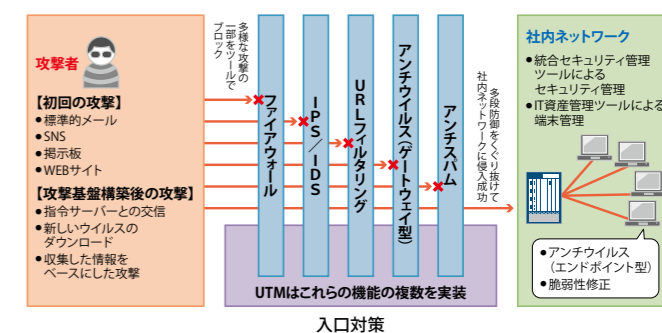 攻撃者
【初回の攻撃】
●標準的メール
●SNS
●掲示板
●WEBサイト
【攻撃基盤構築後の攻撃】
●指令サーバーとの交信
●新しいウイルスの
ダウンロード
●収集した情報を
ベースにした攻撃
多様な攻撃の
一部をツールで
ブロック
ファイアウォール
IPS／IDS
URLフィルタリング
アンチウイルス（ゲートウェイ型）
アンチスパム
UTMはこれらの機能の複数を実装
入口対策
多段防御をくぐり抜けて
社内ネットワークに侵入成功
社内ネットワーク
●統合セキュリティ管理
ツールによる
セキュリティ管理
●IT資産管理ツールによる
端末管理
●アンチウイルス
（エンドポイント型）
●脆弱性修正